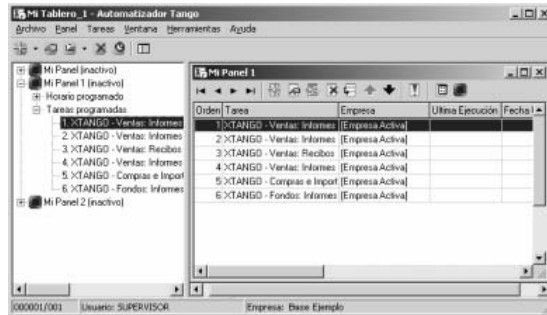 Mi Tablero_1 - Automatizador Tango
Archivo Panel Tareas Ventana Herramientas Ayuda
Mi Panel (inactivo)
Mi Panel 1 (inactivo)
Horario programado
Tareas programadas
1. XTANGO - Ventas: Informes
2. XTANGO - Ventas: Informes
3. XTANGO - Ventas: Recibos
4. XTANGO - Ventas: Informes
5. XTANGO - Compras e Import
6. XTANGO - Fondos: Informes
Mi Panel 2 (inactivo)
Mi Panel 1
Orden Tarea Empresa Ultima Ejecución Fecha I
1 XTANGO - Ventas: Informes [Empresa Activa]
2 XTANGO - Ventas: Informes [Empresa Activa]
3 XTANGO - Ventas: Recibos [Empresa Activa]
4 XTANGO - Ventas: Informes [Empresa Activa]
5 XTANGO - Compras e Import [Empresa Activa]
6 XTANGO - Fondos: Informes [Empresa Activa]
000001/001 Usuario: SUPERVISOR Empresa: Base Ejemplo